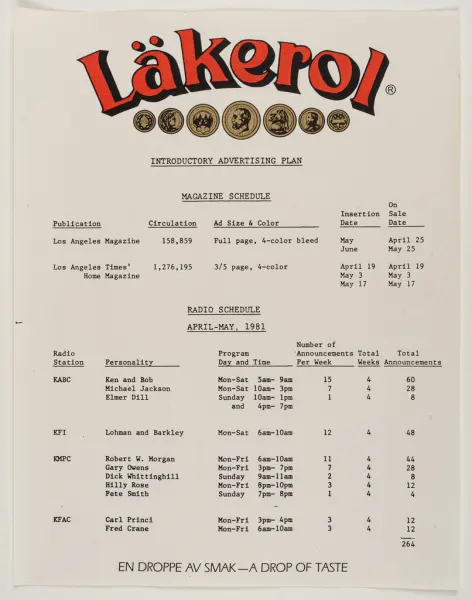 Läkerol®
INTRODUCTORY ADVERTISING PLAN
MAGAZINE SCHEDULE
On
Insertion Sale
Publication Circulation Ad Size & Color Date Date
Los Angeles Magazine 158,859 Full page, 4-color bleed May April 25
June May 25
Los Angeles Times' 1,276,195 3/5 page, 4-color April 19 April 19
Home Magazine May 3 May 3
May 17 May 17
RADIO SCHEDULE
APRIL-MAY, 1981
Number of
Radio Program Announcements Total Total
Station Personality Day and Time Per Week Weeks Announcements
KABC Ken and Bob Mon-Sat 5am- 9am 15 4 60
Michael Jackson Mon-Sat 10am- 3pm 7 4 28
Elmer Dill Sunday 10am- 1pm 1 4 8
and 4pm- 7pm
KFI Lohman and Barkley Mon-Sat 6am-10am 12 4 48
KMPC Robert W. Morgan Mon-Fri 6am-10am 11 4 44
Gary Owens Mon-Fri 3pm- 7pm 7 4 28
Dick Whittinghill Sunday 9am-11am 2 4 8
Hilly Rose Mon-Fri 8pm-10pm 3 4 12
Pete Smith Sunday 7pm- 8pm 1 4 4
KFAC Carl Princi Mon-Fri 3pm- 4pm 3 4 12
Fred Crane Mon-Fri 6am-10am 3 4 12
264
EN DROPPE AV SMAK—A DROP OF TASTE